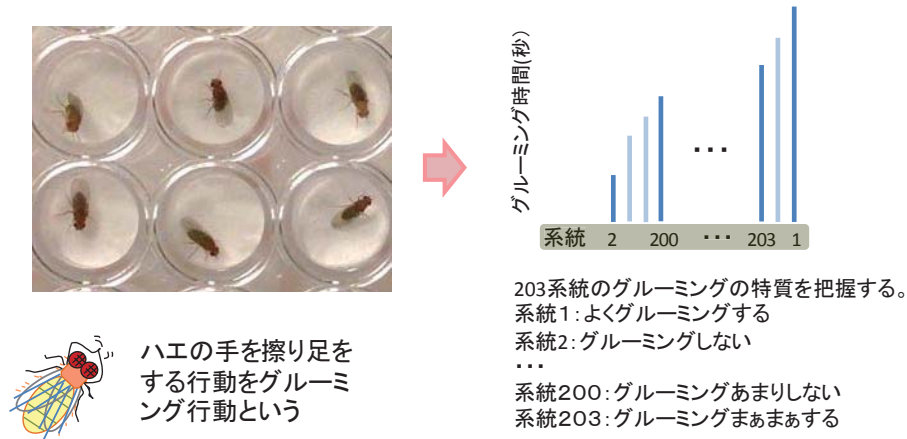 グルーミング時間(秒)
・・・
系統 2 200 ・・・ 203 1
203系統のグルーミングの特質を把握する。
系統１：よくグルーミングする
系統2：グルーミングしない
・・・
系統２００：グルーミングあまりしない
系統２０３：グルーミングまぁまぁする
ハエの手を擦り足を
する行動をグルーミ
ング行動という